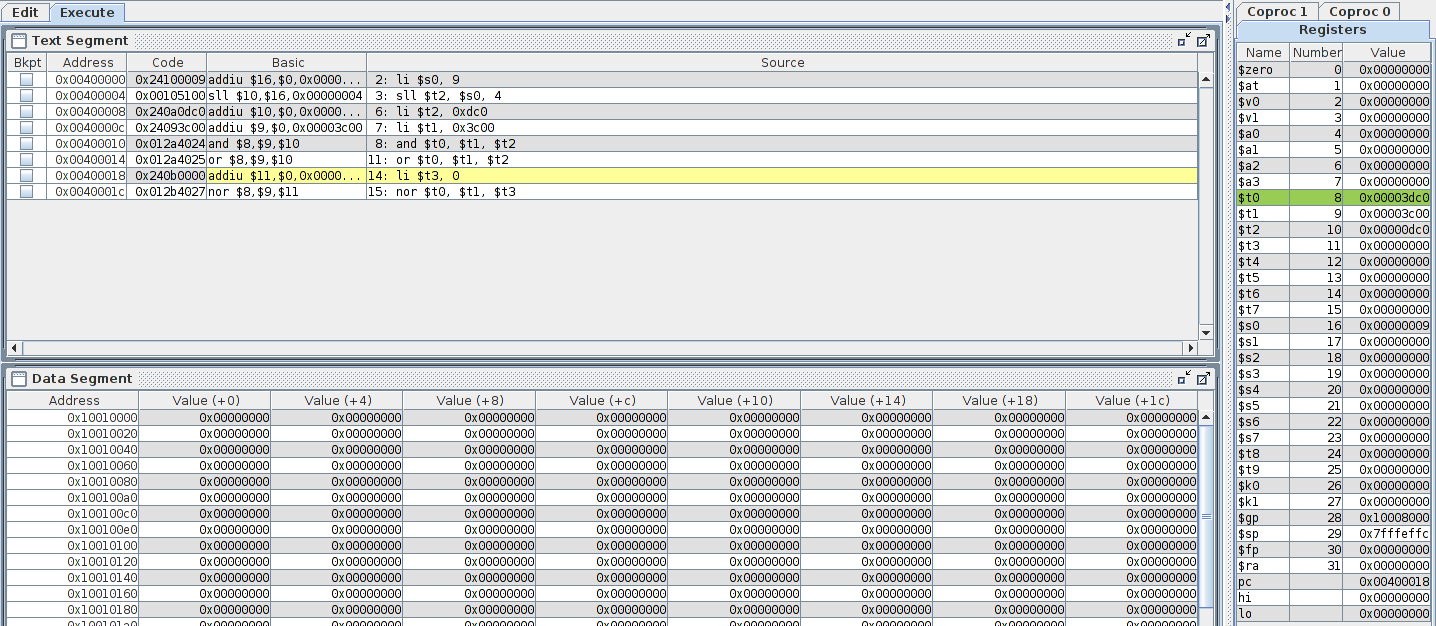 Edit Execute
Text Segment
Bkpt Address Code Basic Source
0x00400000 0x24100009 addiu $16,$0,0x0000... 2: li $s0, 9
0x00400004 0x00105100 sll $10,$16,0x00000004 3: sll $t2, $s0, 4
0x00400008 0x240a0dc0 addiu $10,$0,0x0000... 6: li $t2, 0xdc0
0x0040000c 0x24093c00 addiu $9,$0,0x00003c00 7: li $t1, 0x3c00
0x00400010 0x012a4024 and $8,$9,$10 8: and $t0, $t1, $t2
0x00400014 0x012a4025 or $8,$9,$10 11: or $t0, $t1, $t2
0x00400018 0x240b0000 addiu $11,$0,0x0000... 14: li $t3, 0
0x0040001c 0x012b4027 nor $8,$9,$11 15: nor $t0, $t1, $t3
Data Segment
Address Value (+0) Value (+4) Value (+8) Value (+c) Value (+10) Value (+14) Value (+18) Value (+1c)
0x10010000 0x00000000 0x00000000 0x00000000 0x00000000 0x00000000 0x00000000 0x00000000 0x00000000
0x10010020 0x00000000 0x00000000 0x00000000 0x00000000 0x00000000 0x00000000 0x00000000 0x00000000
0x10010040 0x00000000 0x00000000 0x00000000 0x00000000 0x00000000 0x00000000 0x00000000 0x00000000
0x10010060 0x00000000 0x00000000 0x00000000 0x00000000 0x00000000 0x00000000 0x00000000 0x00000000
0x10010080 0x00000000 0x00000000 0x00000000 0x00000000 0x00000000 0x00000000 0x00000000 0x00000000
0x100100a0 0x00000000 0x00000000 0x00000000 0x00000000 0x00000000 0x00000000 0x00000000 0x00000000
0x100100c0 0x00000000 0x00000000 0x00000000 0x00000000 0x00000000 0x00000000 0x00000000 0x00000000
0x100100e0 0x00000000 0x00000000 0x00000000 0x00000000 0x00000000 0x00000000 0x00000000 0x00000000
0x10010100 0x00000000 0x00000000 0x00000000 0x00000000 0x00000000 0x00000000 0x00000000 0x00000000
0x10010120 0x00000000 0x00000000 0x00000000 0x00000000 0x00000000 0x00000000 0x00000000 0x00000000
0x10010140 0x00000000 0x00000000 0x00000000 0x00000000 0x00000000 0x00000000 0x00000000 0x00000000
0x10010160 0x00000000 0x00000000 0x00000000 0x00000000 0x00000000 0x00000000 0x00000000 0x00000000
0x10010180 0x00000000 0x00000000 0x00000000 0x00000000 0x00000000 0x00000000 0x00000000 0x00000000
0x100101a0 0x00000000 0x00000000 0x00000000 0x00000000 0x00000000 0x00000000 0x00000000 0x00000000
Coproc 1 Coproc 0
Registers
Name Number Value
$zero 0 0x00000000
$at 1 0x00000000
$v0 2 0x00000000
$v1 3 0x00000000
$a0 4 0x00000000
$a1 5 0x00000000
$a2 6 0x00000000
$a3 7 0x00000000
$t0 8 0x00003dc0
$t1 9 0x00003c00
$t2 10 0x00000dc0
$t3 11 0x00000000
$t4 12 0x00000000
$t5 13 0x00000000
$t6 14 0x00000000
$t7 15 0x00000000
$s0 16 0x00000009
$s1 17 0x00000000
$s2 18 0x00000000
$s3 19 0x00000000
$s4 20 0x00000000
$s5 21 0x00000000
$s6 22 0x00000000
$s7 23 0x00000000
$t8 24 0x00000000
$t9 25 0x00000000
$k0 26 0x00000000
$k1 27 0x00000000
$gp 28 0x10008000
$sp 29 0x7fffeffc
$fp 30 0x00000000
$ra 31 0x00000000
pc 0x00400018
hi 0x00000000
lo 0x00000000